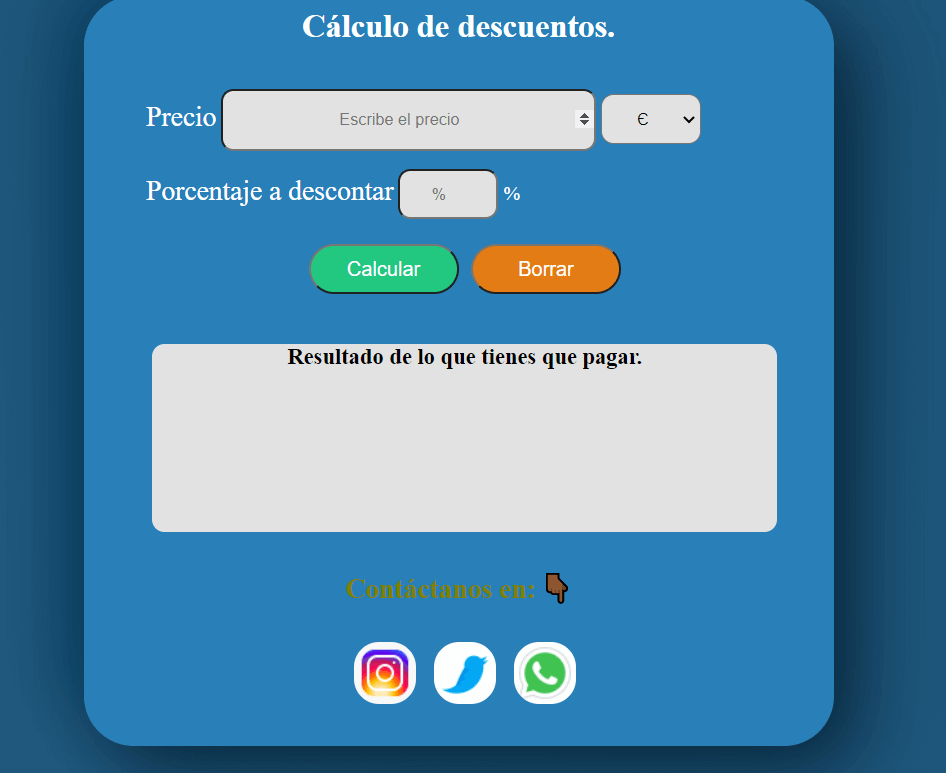 Cálculo de descuentos.
Precio Escribe el precio €
Porcentaje a descontar % %
Calcular Borrar
Resultado de lo que tienes que pagar.
Contáctanos en: 👇🏾